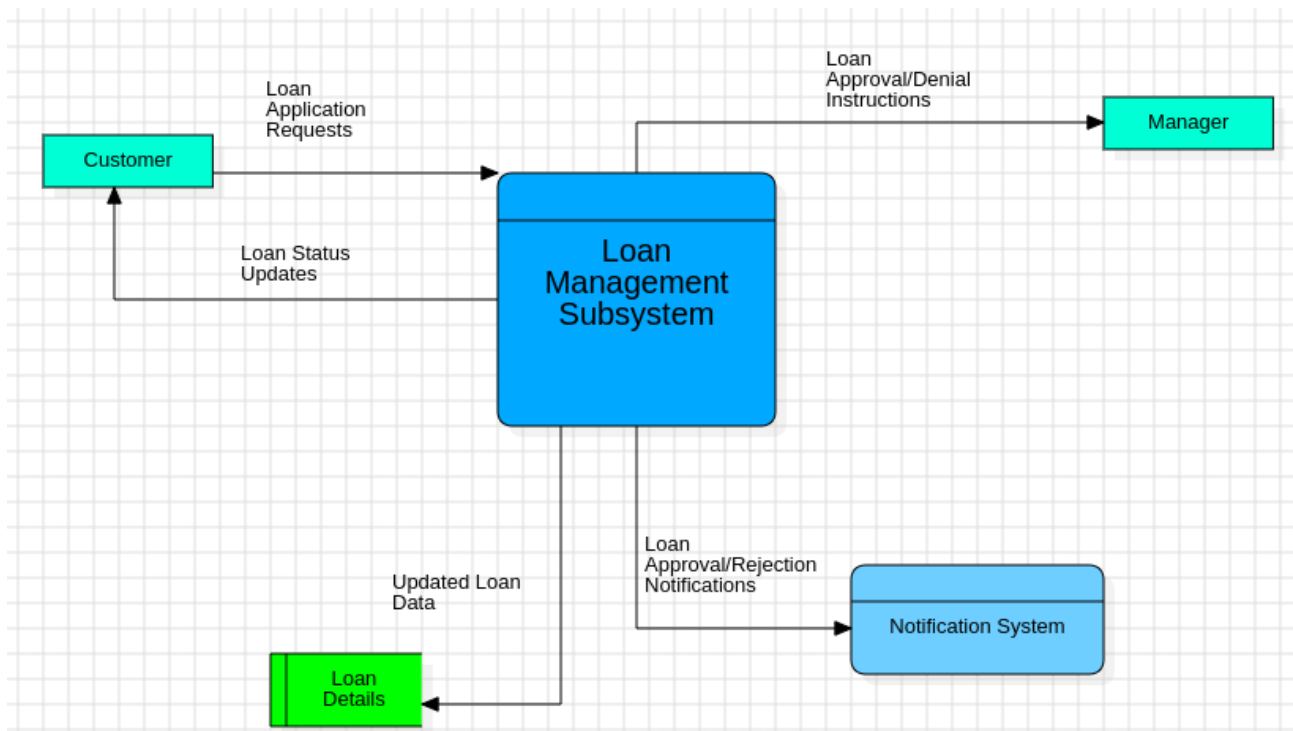 Loan
Application
Requests
Loan
Approval/Denial
Instructions
Customer
Manager
Loan Status
Updates
Loan
Management
Subsystem
Updated Loan
Data
Loan
Approval/Rejection
Notifications
Notification System
Loan
Details